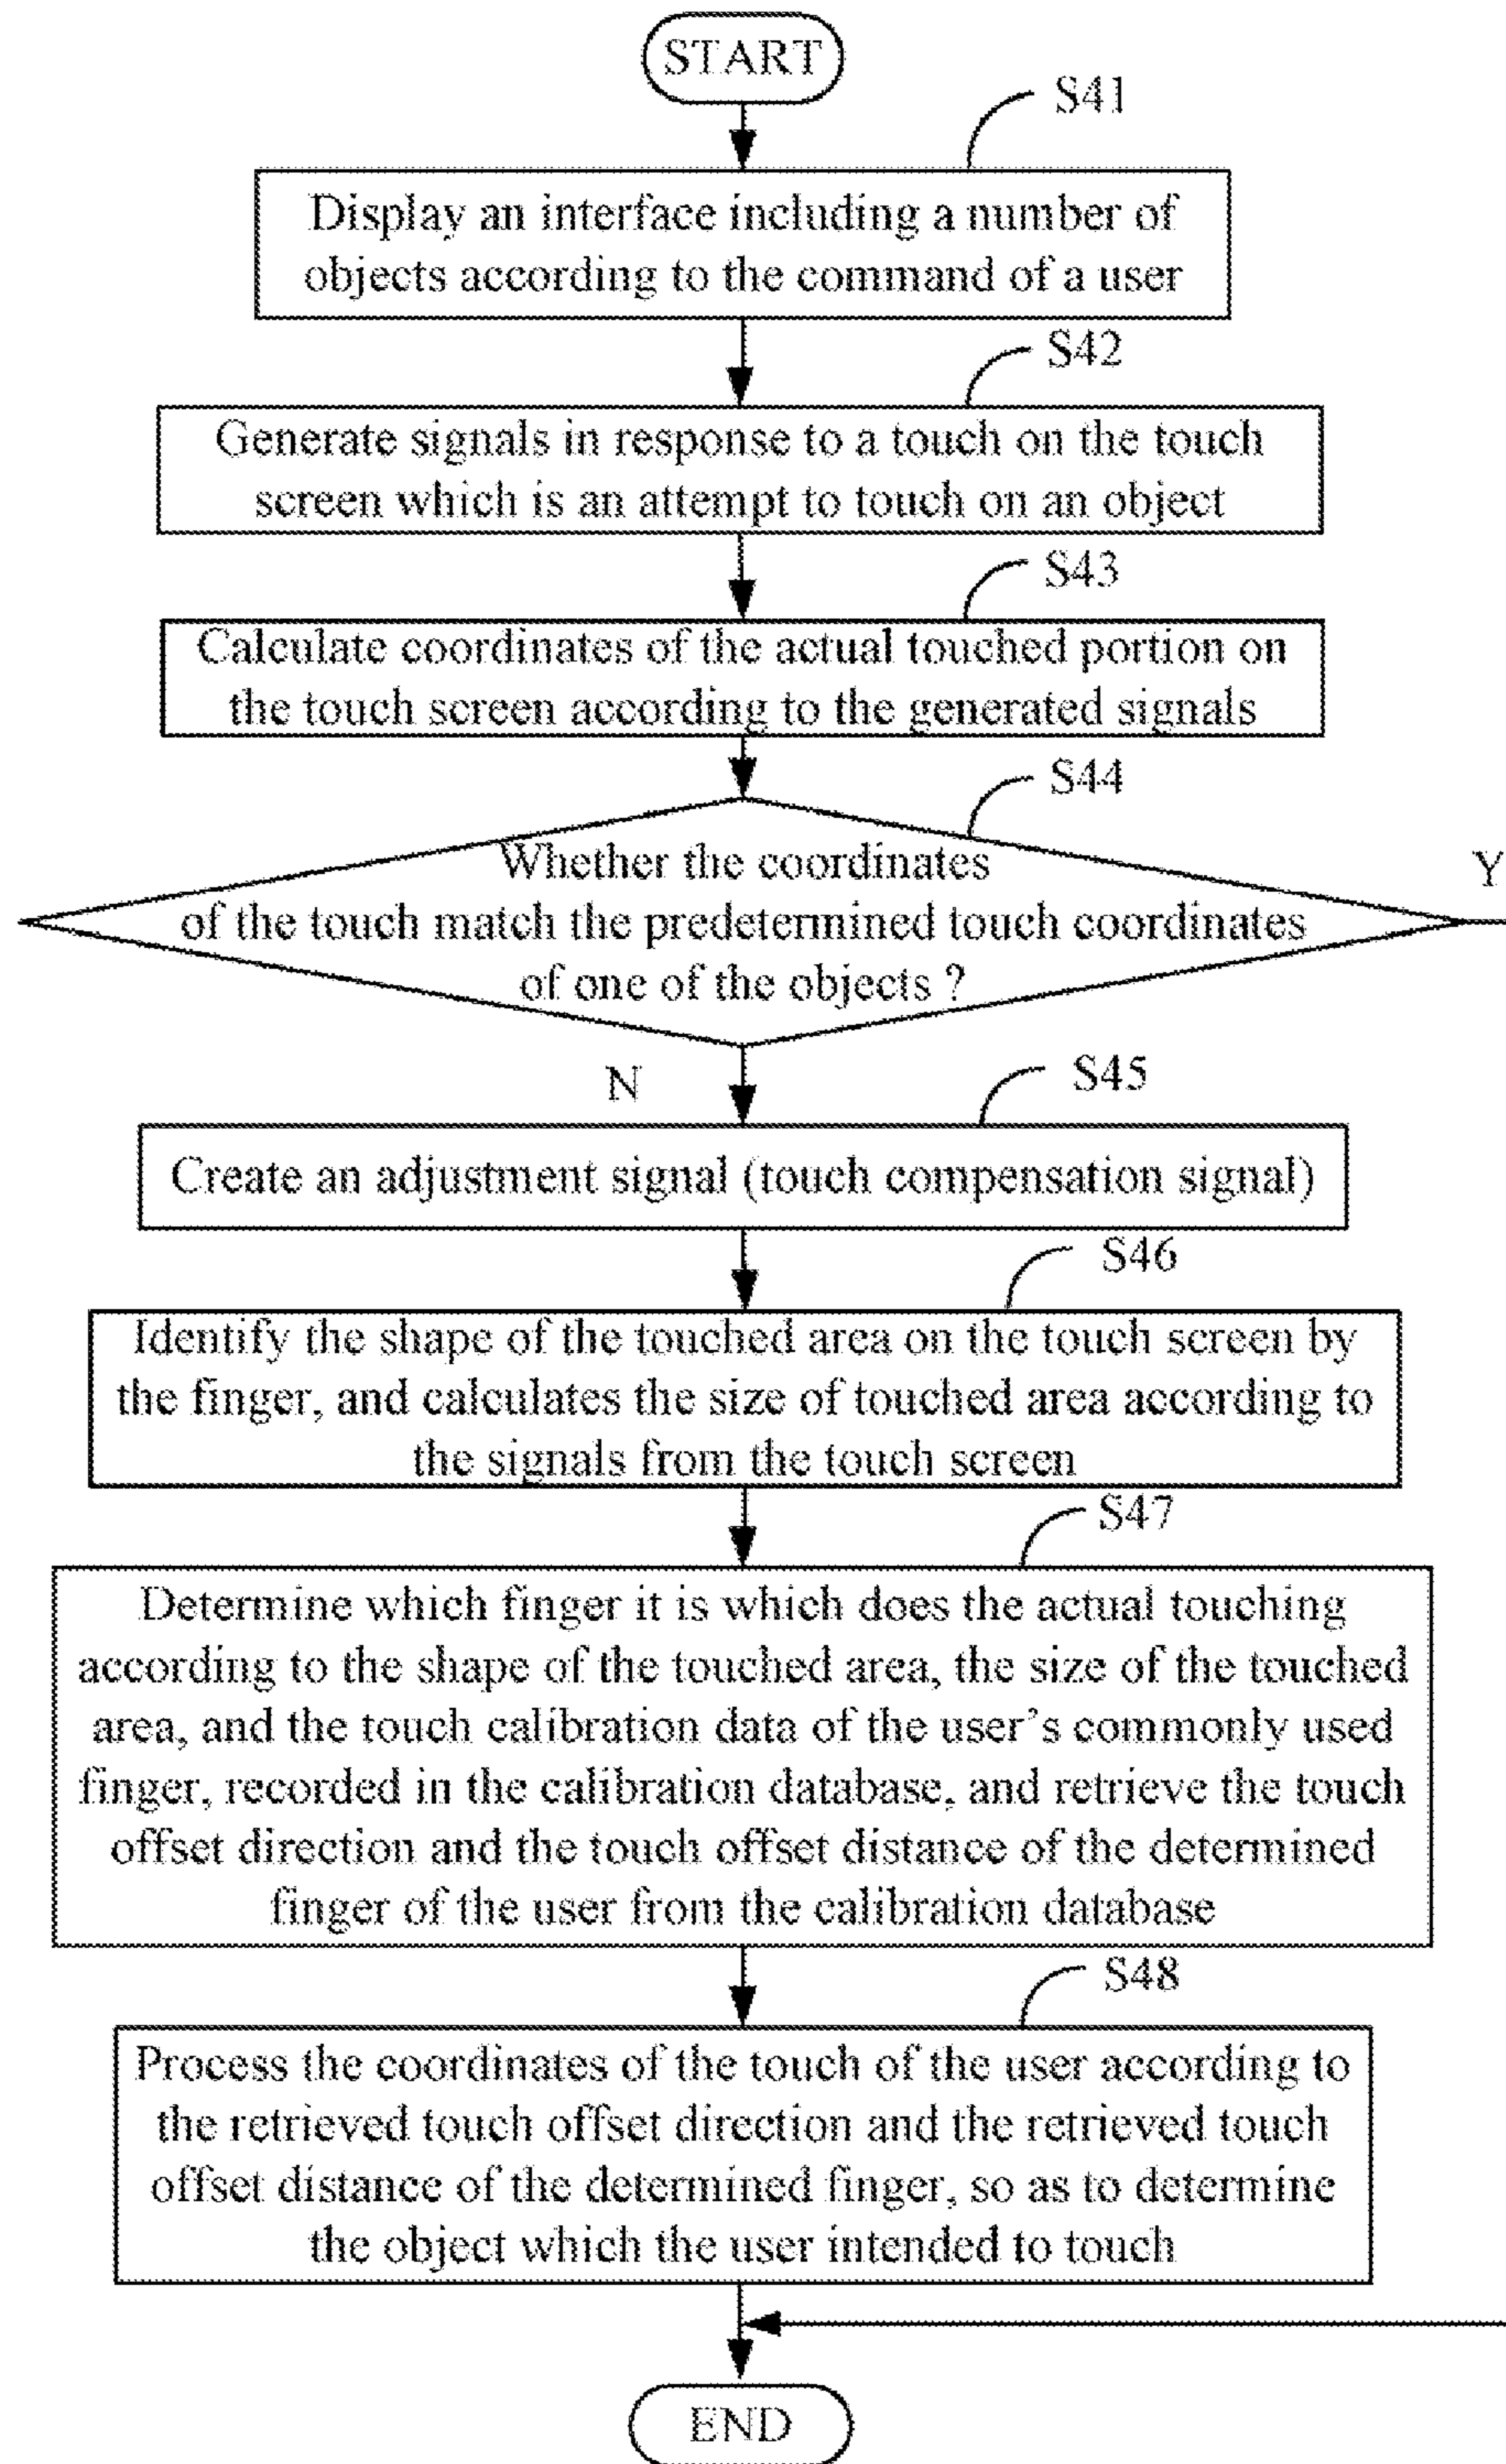 START
S41
Display an interface including a number of
objects according to the command of a user
S42
Generate signals in response to a touch on the touch
screen which is an attempt to touch on an object
S43
Calculate coordinates of the actual touched portion on
the touch screen according to the generated signals
S44
Whether the coordinates
of the touch match the predetermined touch coordinates
of one of the objects ?
Y
N
S45
Create an adjustment signal (touch compensation signal)
S46
Identify the shape of the touched area on the touch screen by
the finger, and calculates the size of touched area according to
the signals from the touch screen
S47
Determine which finger it is which does the actual touching
according to the shape of the touched area, the size of the touched
area, and the touch calibration data of the user's commonly used
finger, recorded in the calibration database, and retrieve the touch
offset direction and the touch offset distance of the determined
finger of the user from the calibration database
S48
Process the coordinates of the touch of the user according to
the retrieved touch offset direction and the retrieved touch
offset distance of the determined finger, so as to determine
the object which the user intended to touch
END